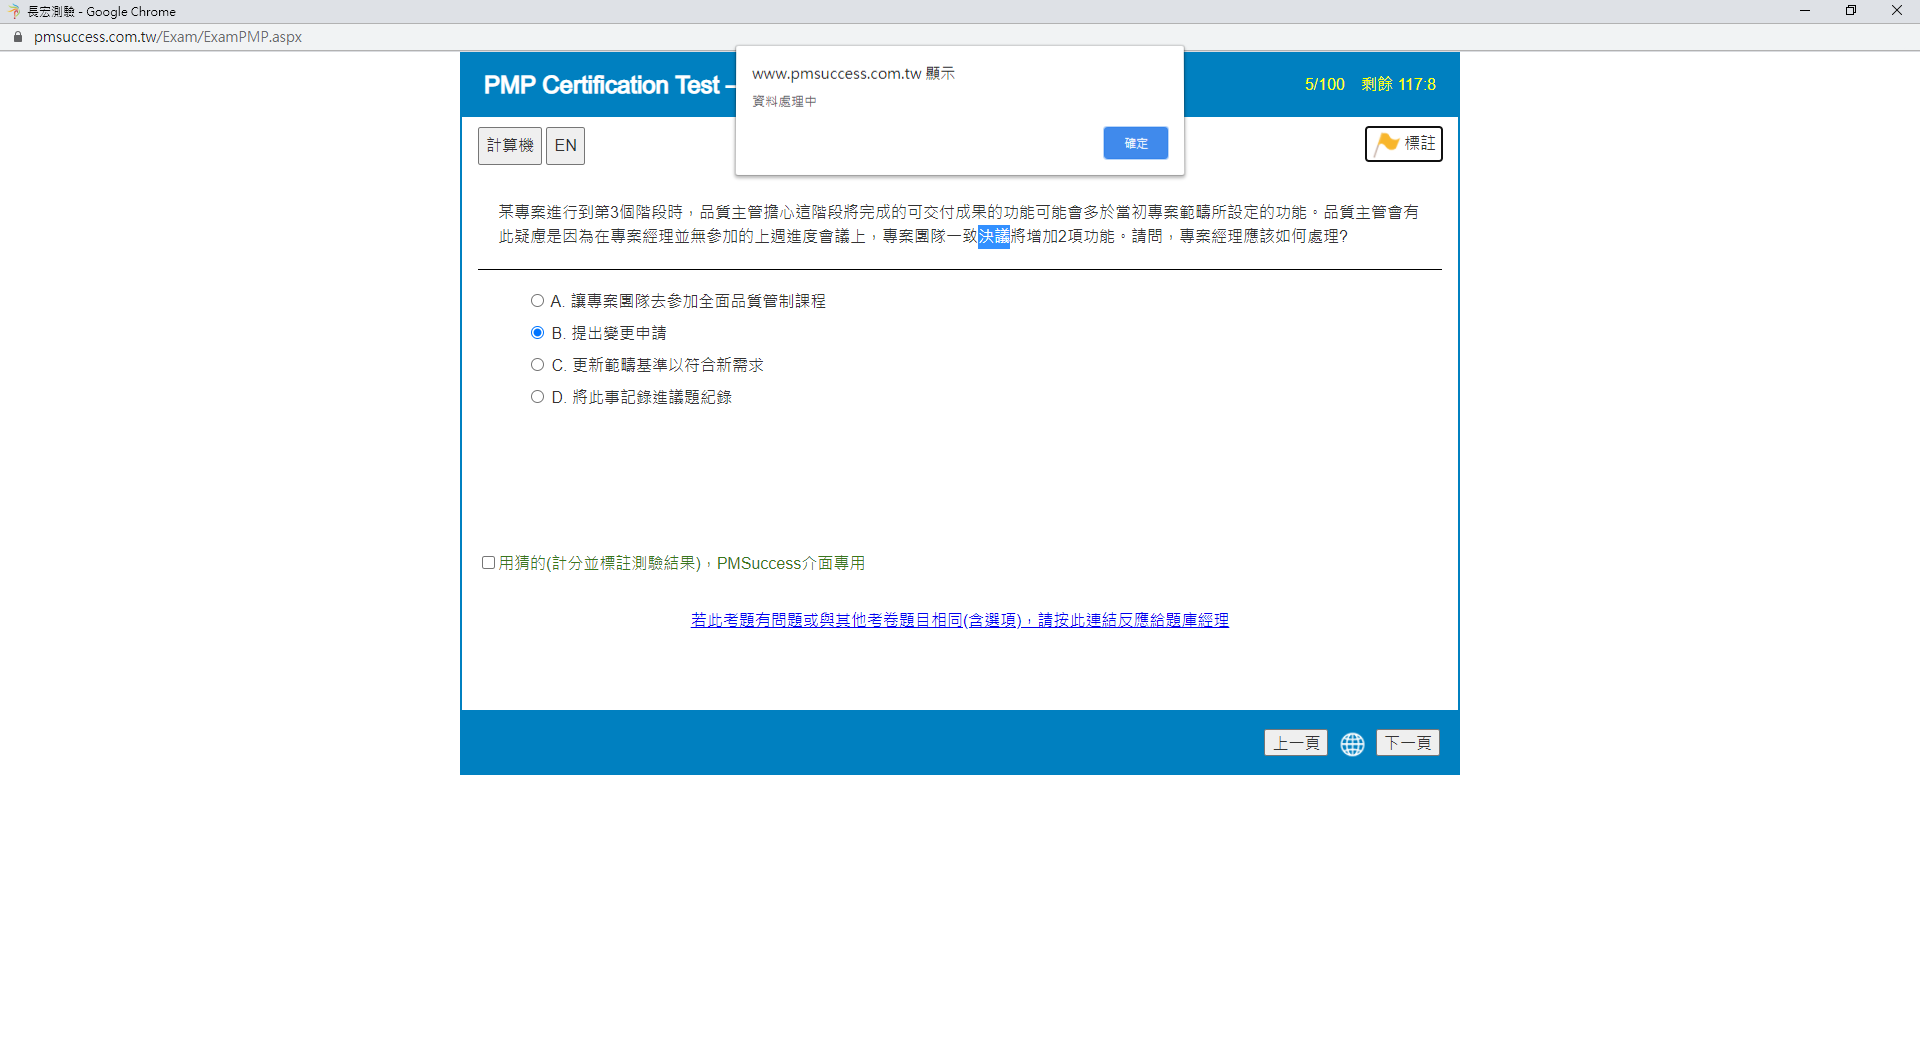 長宏測驗 - Google Chrome
pmsuccess.com.tw/Exam/ExamPMP.aspx
PMP Certification Test –
www.pmsuccess.com.tw 顯示
資料處理中
確定
5/100 剩餘 117:8
計算機 EN
標註
某專案進行到第3個階段時，品質主管擔心這階段將完成的可交付成果的功能可能會多於當初專案範疇所設定的功能。品質主管會有
此疑慮是因為在專案經理並無參加的上週進度會議上，專案團隊一致決議將增加2項功能。請問，專案經理應該如何處理?
A. 讓專案團隊去參加全面品質管制課程
B. 提出變更申請
C. 更新範疇基準以符合新需求
D. 將此事記錄進議題紀錄
用猜的(計分並標註測驗結果)，PMSuccess介面專用
若此考題有問題或與其他考卷題目相同(含選項)，請按此連結反應給題庫經理
上一頁 下一頁